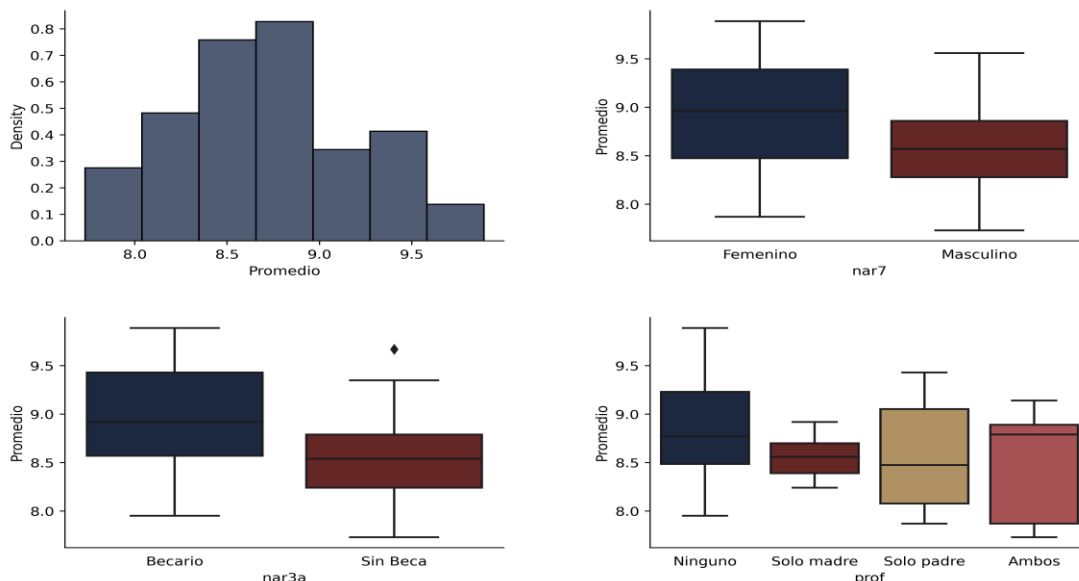 0.8
0.7
0.6
0.5
0.4
0.3
0.2
0.1
0.0
Density
8.0 8.5 9.0 9.5
Promedio
9.5
9.0
8.5
8.0
Promedio
Femenino Masculino
nar7
9.5
9.0
8.5
8.0
Promedio
Becario Sin Beca
nar3a
9.5
9.0
8.5
8.0
Promedio
Ninguno Solo madre Solo padre Ambos
prof